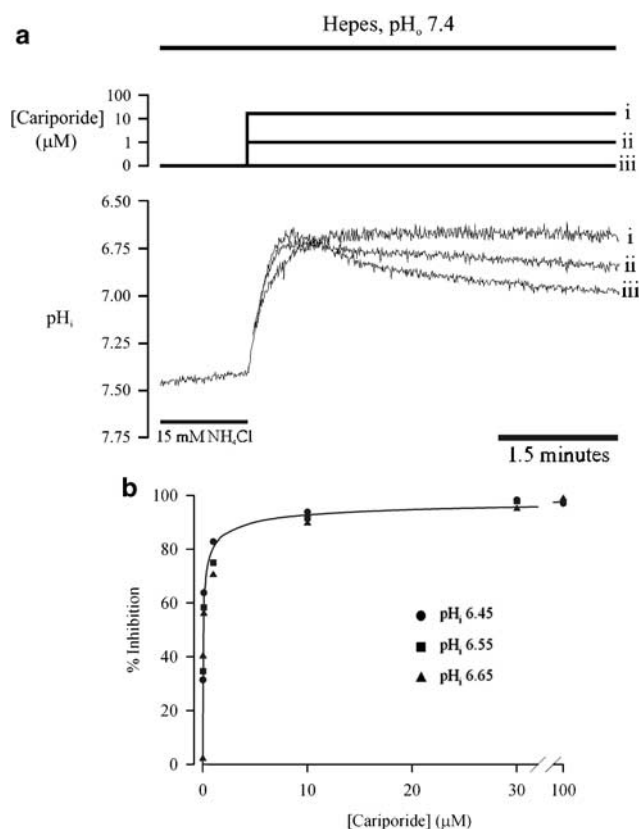 a
Hepes, pHo 7.4
[Cariporide]
(μM)
100
10
1
0
i
ii
iii
pHi
6.50
6.75
7.00
7.25
7.50
7.75
i
ii
iii
15 mM NH4Cl
1.5 minutes
b
% Inhibition
100
80
60
40
20
0
pHi 6.45
pHi 6.55
pHi 6.65
0
10
20
30
100
[Cariporide] (μM)